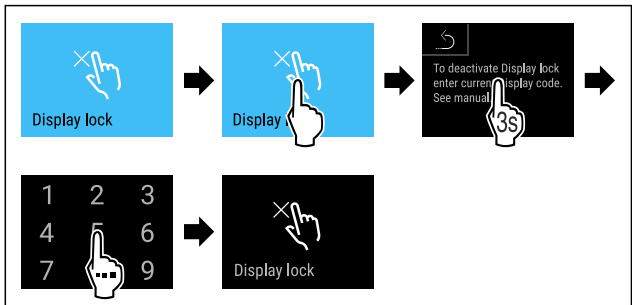 Display lock
Display l
To deactivate Display lock
enter current display code.
See manual.
3s
1 2 3
4 5 6
7 9
...
Display lock